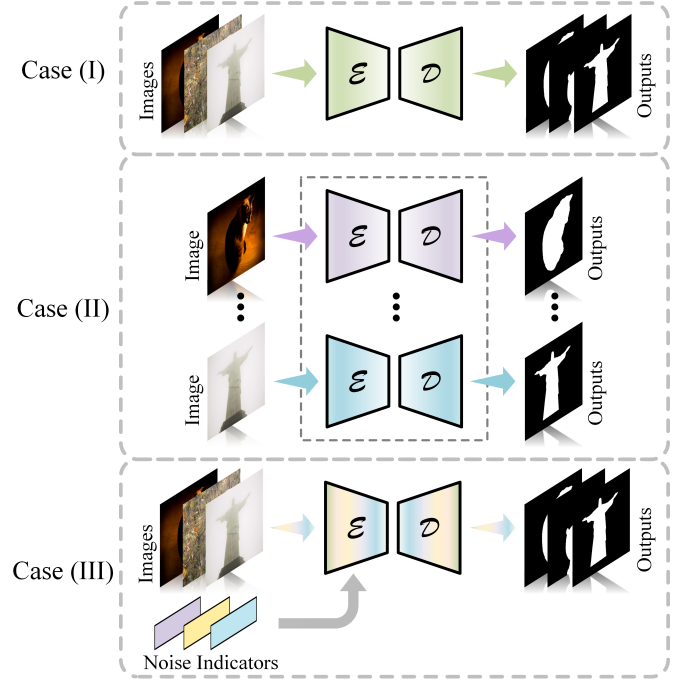 Case (I)
Images
ℰ
𝒟
Outputs
Case (II)
Image
ℰ
𝒟
Outputs
Image
ℰ
𝒟
Outputs
Case (III)
Images
ℰ
𝒟
Outputs
Noise Indicators